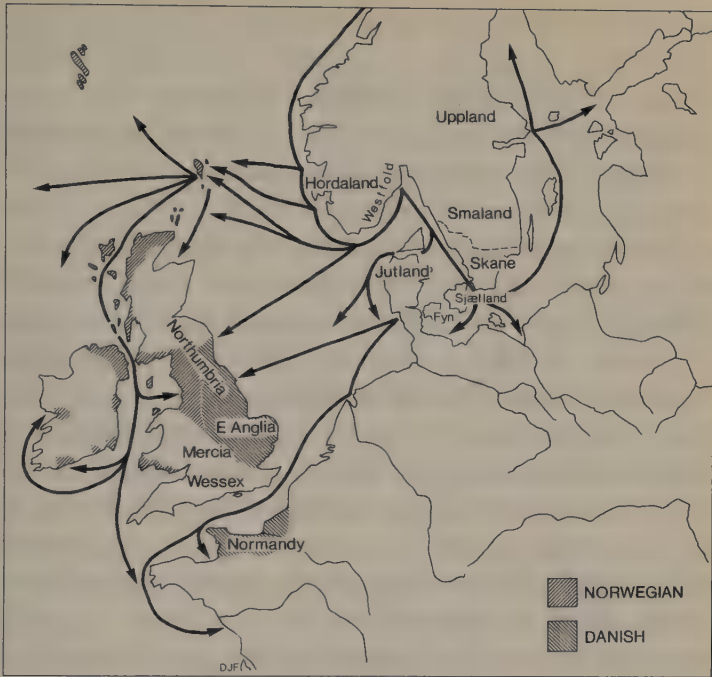 Uppland
Hordaland
Westfold
Smaland
Skane
Jutland
Sjælland
Fyn
Northumbria
E Anglia
Mercia
Wessex
Normandy
NORWEGIAN
DANISH
DJF